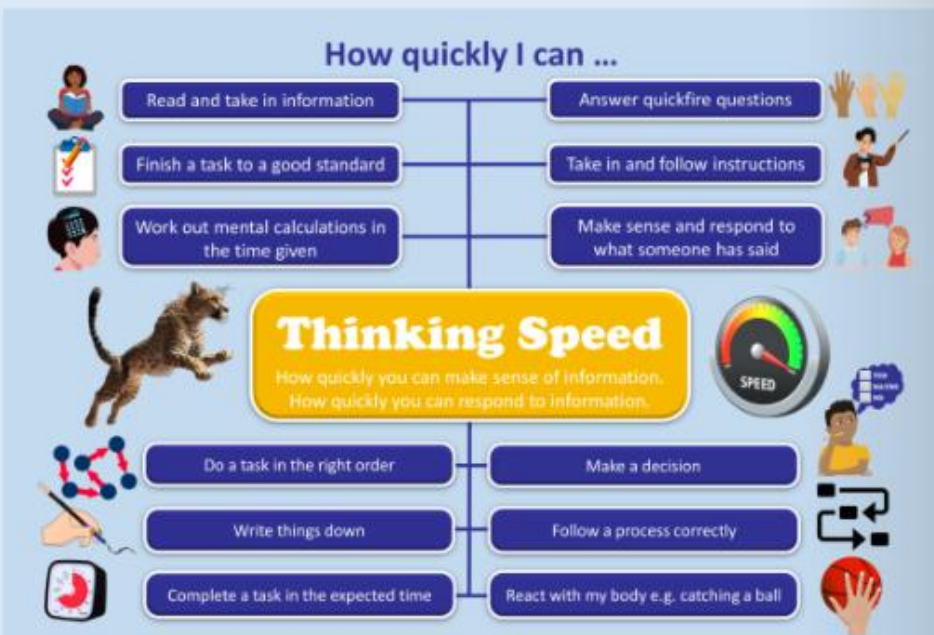 How quickly I can ...
Read and take in information
Answer quickfire questions
Finish a task to a good standard
Take in and follow instructions
Work out mental calculations in
the time given
Make sense and respond to
what someone has said
Thinking Speed
How quickly you can make sense of information.
How quickly you can respond to information.
SPEED
Do a task in the right order
Make a decision
Write things down
Follow a process correctly
Complete a task in the expected time
React with my body e.g. catching a ball